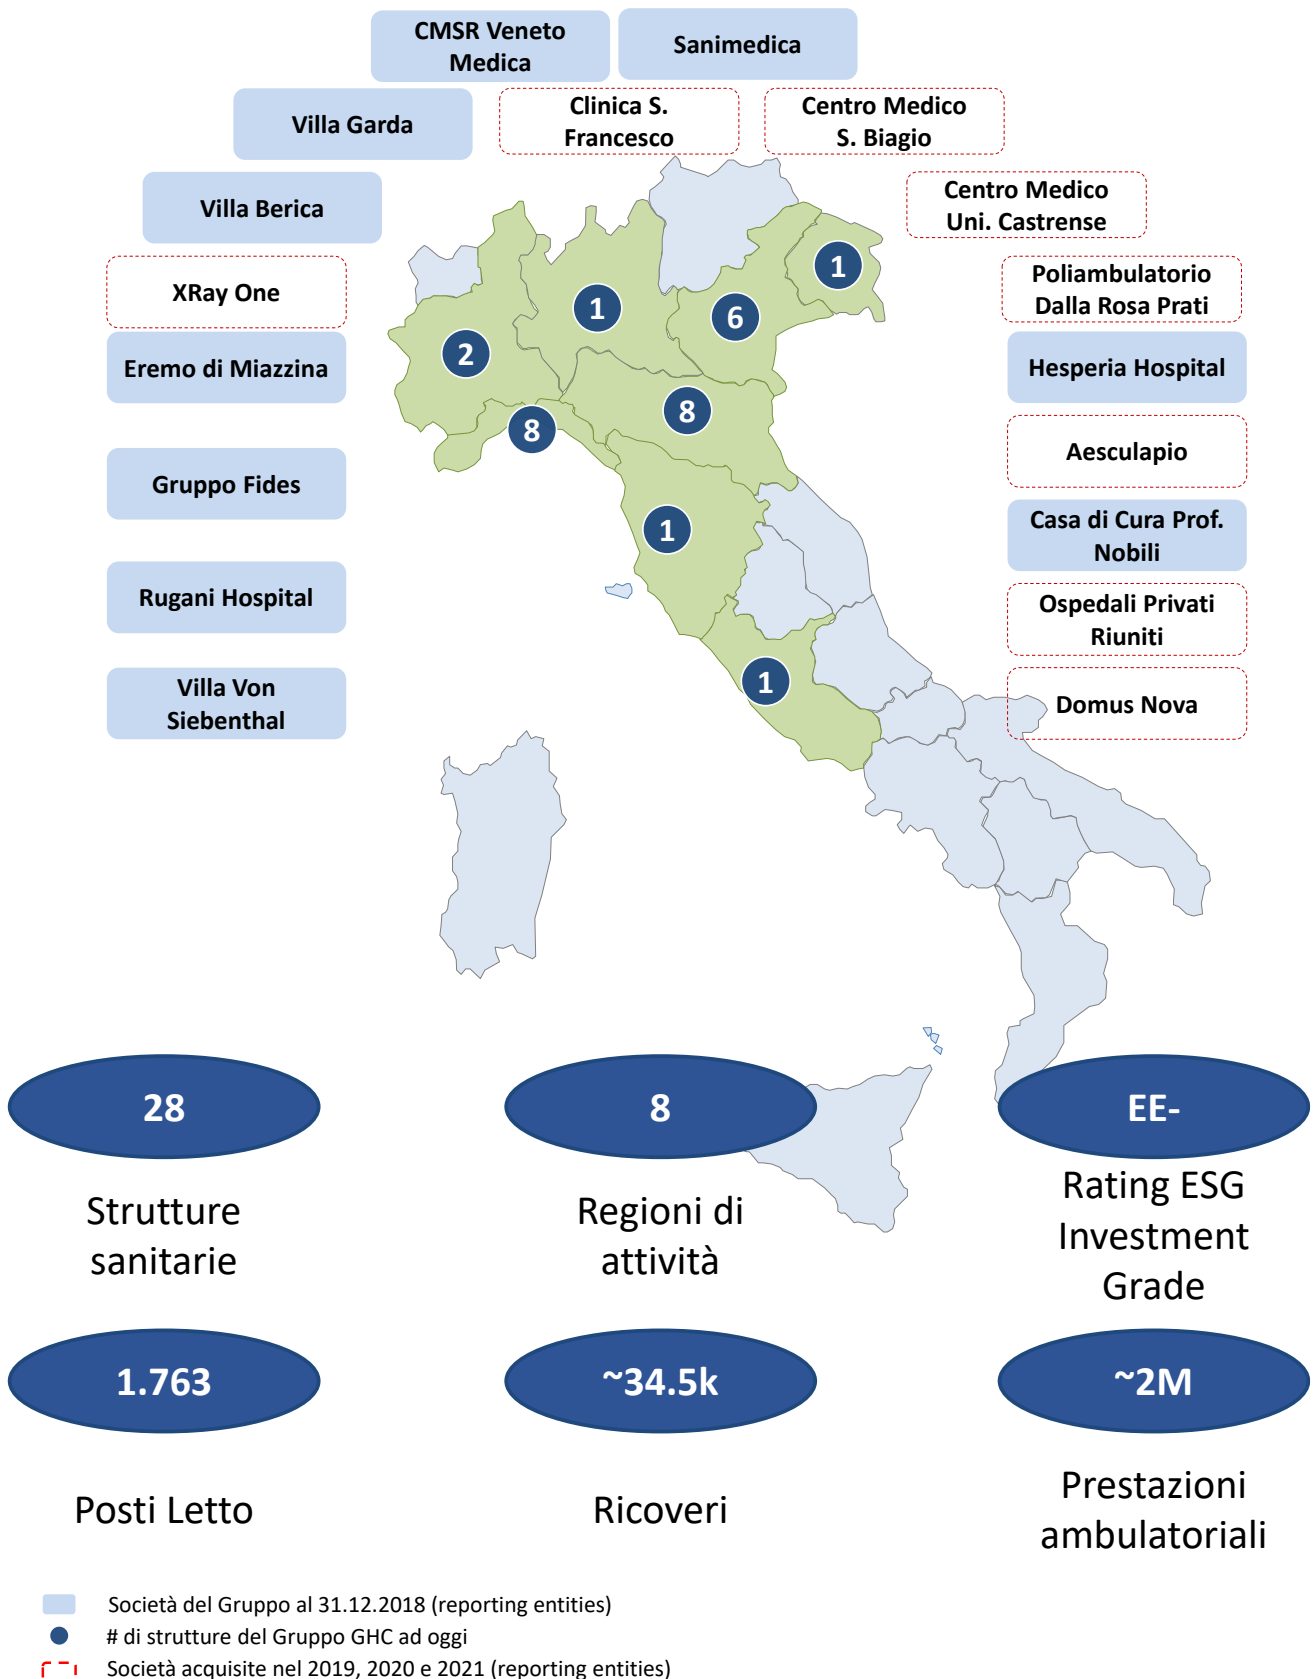 CMSR Veneto
Medica
Sanimedica
Villa Garda
Clinica S.
Francesco
Centro Medico
S. Biagio
Villa Berica
Centro Medico
Uni. Castrense
XRay One
Poliambulatorio
Dalla Rosa Prati
Eremo di Miazzina
Hesperia Hospital
Gruppo Fides
Aesculapio
Casa di Cura Prof.
Nobili
Rugani Hospital
Ospedali Privati
Riuniti
Villa Von
Siebenthal
Domus Nova
1
1
6
2
8
8
1
1
28
Strutture
sanitarie
8
Regioni di
attività
EE-
Rating ESG
Investment
Grade
1.763
Posti Letto
~34.5k
Ricoveri
~2M
Prestazioni
ambulatoriali
Società del Gruppo al 31.12.2018 (reporting entities)
# di strutture del Gruppo GHC ad oggi
Società acquisite nel 2019, 2020 e 2021 (reporting entities)